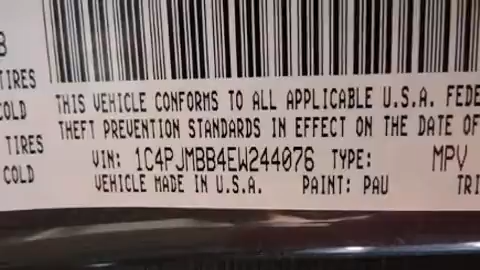 B
TIRES
COLD
TIRES
COLD
THIS VEHICLE CONFORMS TO ALL APPLICABLE U.S.A. FEDE
THEFT PREVENTION STANDARDS IN EFFECT ON THE DATE OF
VIN: 1C4PJMBB4EW244076 TYPE: MPV
VEHICLE MADE IN U.S.A. PAINT: PAU TRI